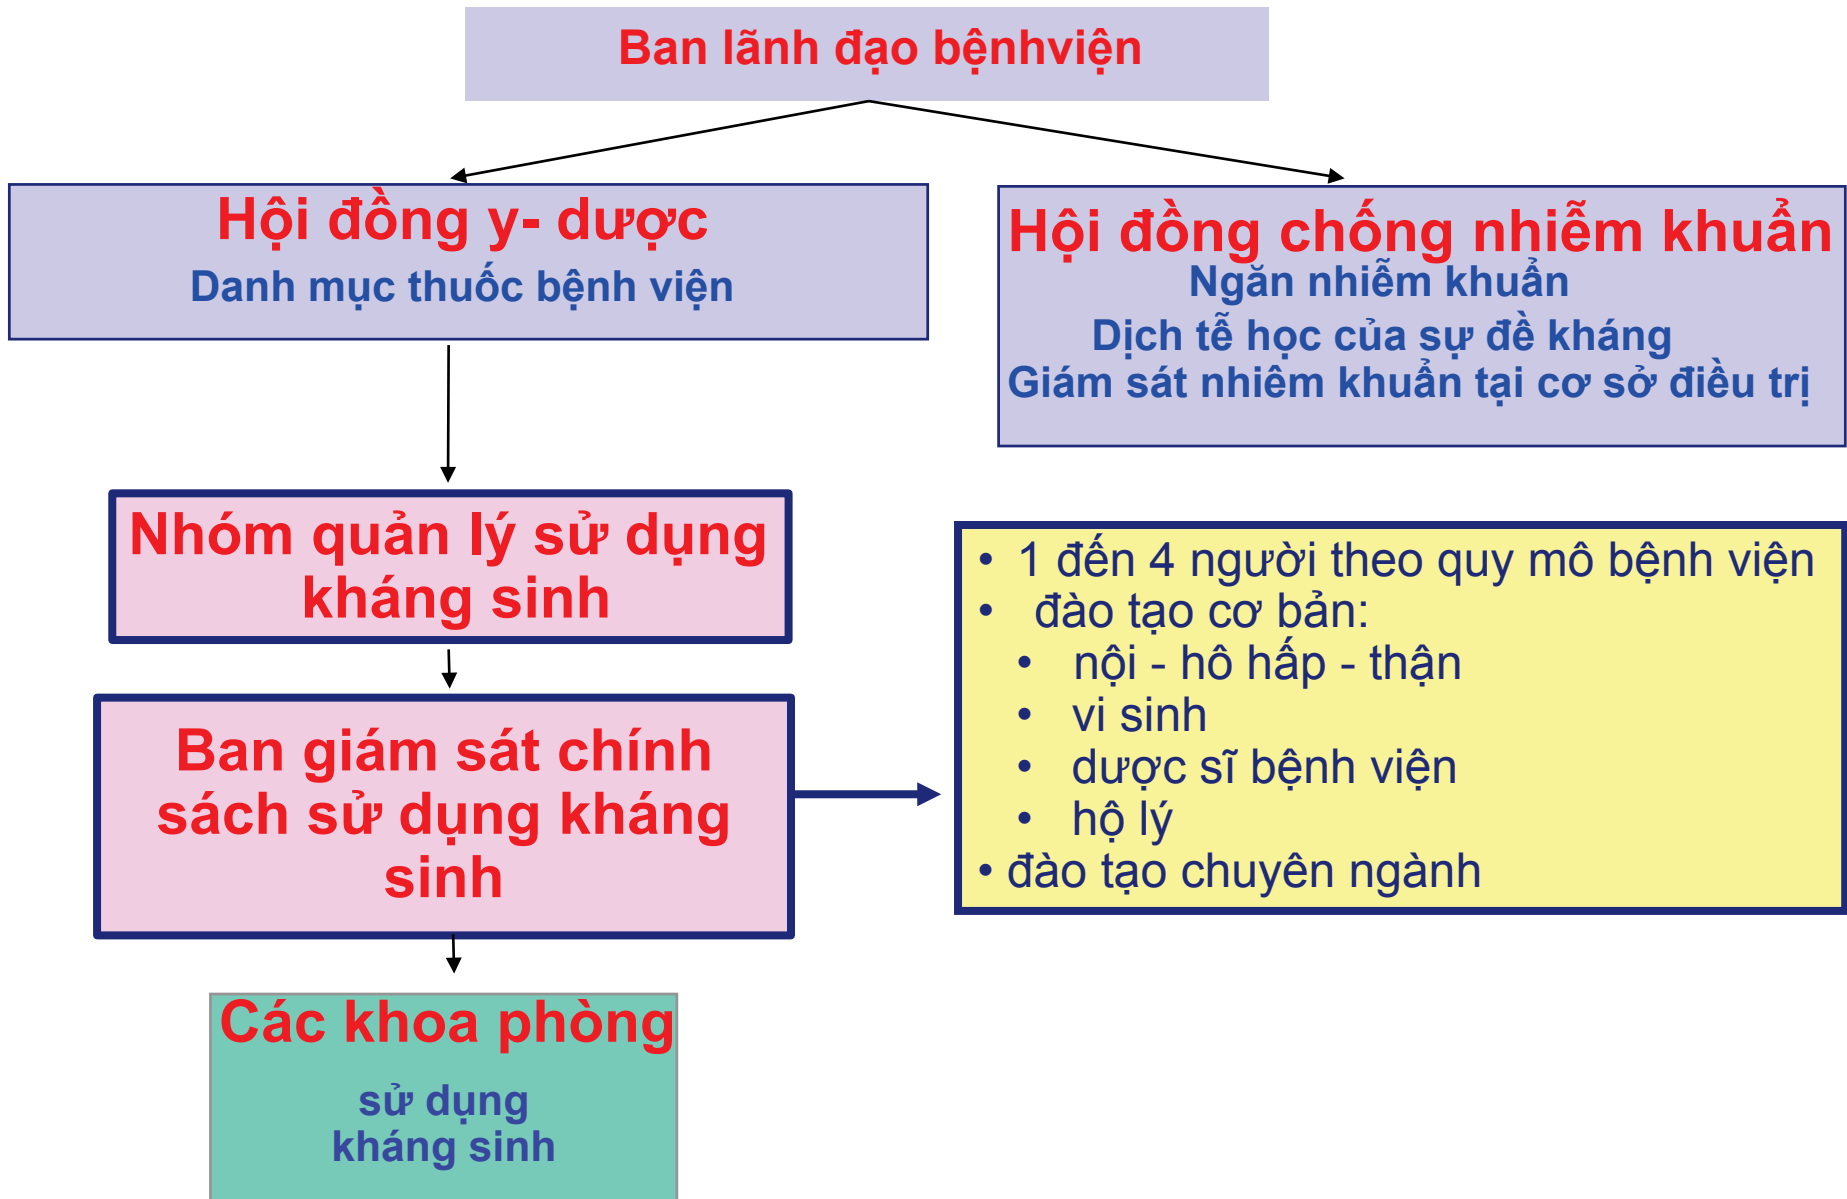 Ban lãnh đạo bệnhviện
Hội đồng y- dược
Danh mục thuốc bệnh viện
Hội đồng chống nhiễm khuẩn
Ngăn nhiễm khuẩn
Dịch tễ học của sự đề kháng
Giám sát nhiêm khuẩn tại cơ sở điều trị
Nhóm quản lý sử dụng
kháng sinh
Ban giám sát chính
sách sử dụng kháng
sinh
• 1 đến 4 người theo quy mô bệnh viện
• đào tạo cơ bản:
• nội - hô hấp - thận
• vi sinh
• dược sĩ bệnh viện
• hộ lý
• đào tạo chuyên ngành
Các khoa phòng
sử dụng
kháng sinh